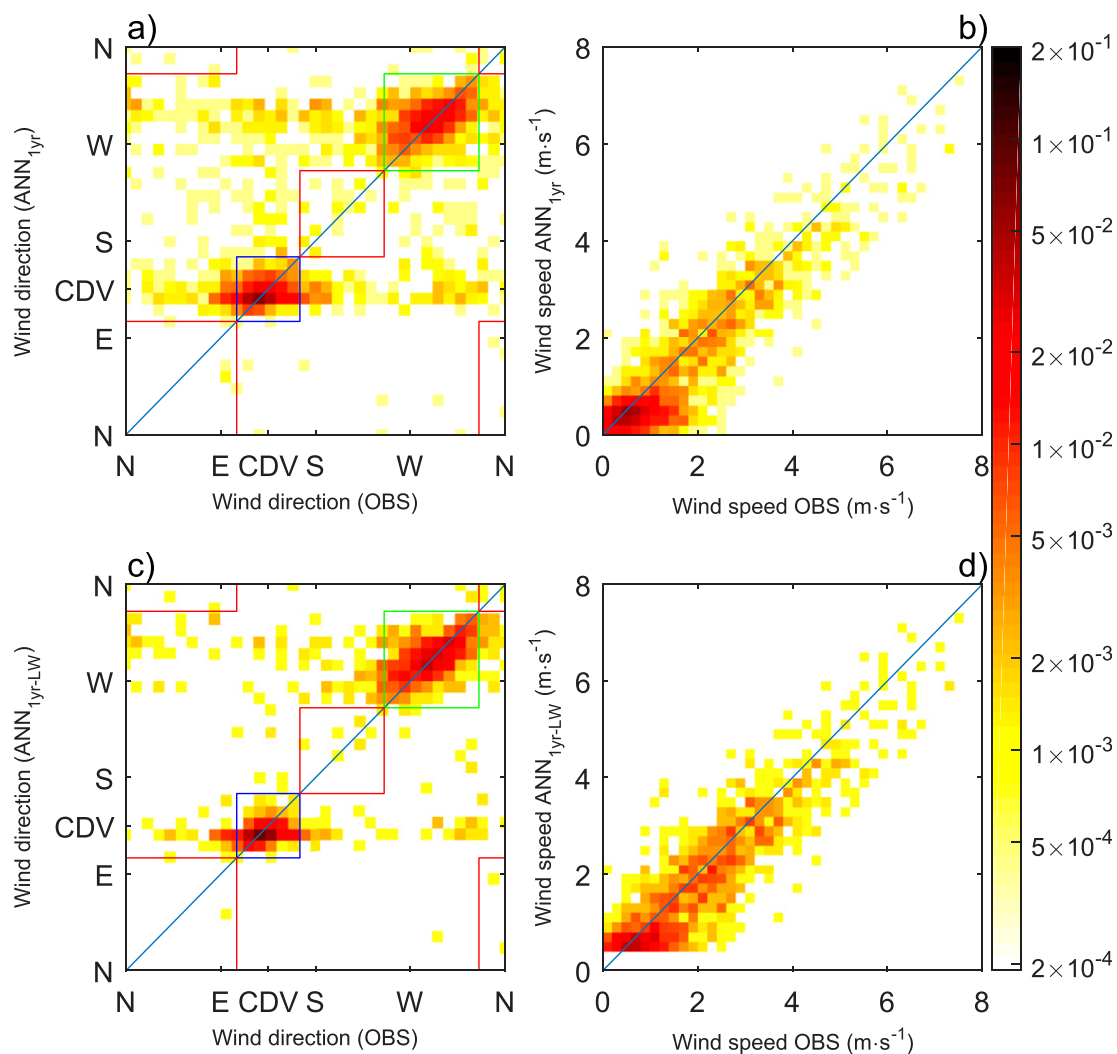 a)
N
W
S
CDV
E
N
Wind direction (ANN1yr)
N E CDV S W N
Wind direction (OBS)
b)
8
6
4
2
0
Wind speed ANN1yr (m·s⁻¹)
0 2 4 6 8
Wind speed OBS (m·s⁻¹)
2×10⁻¹
1×10⁻¹
5×10⁻²
2×10⁻²
1×10⁻²
5×10⁻³
2×10⁻³
1×10⁻³
5×10⁻⁴
2×10⁻⁴
c)
N
W
S
CDV
E
N
Wind direction (ANN1yr-LW)
N E CDV S W N
Wind direction (OBS)
d)
8
6
4
2
0
Wind speed ANN1yr-LW (m·s⁻¹)
0 2 4 6 8
Wind speed OBS (m·s⁻¹)